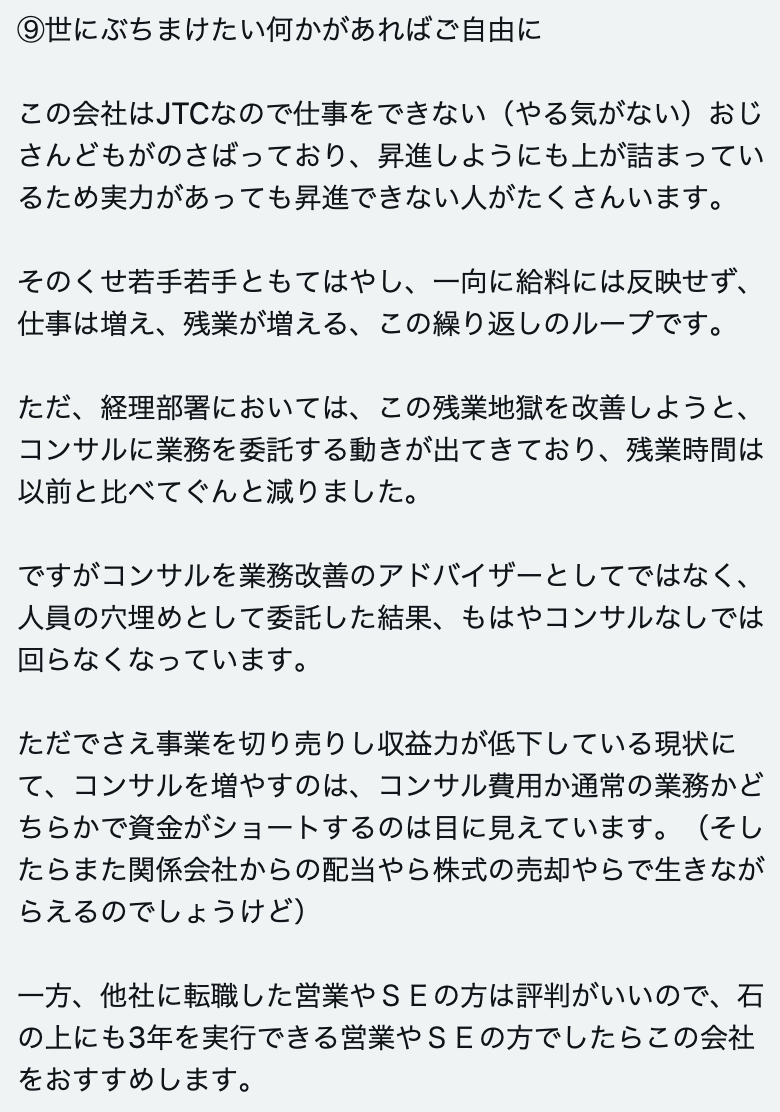 ⑨世にぶちまけたい何かがあればご自由に
この会社はJTCなので仕事をできない（やる気がない）おじ
さんどもがのさばっており、昇進しようにも上が詰まってい
るため実力があっても昇進できない人がたくさんいます。
そのくせ若手若手ともてはやし、一向に給料には反映せず、
仕事は増え、残業が増える、この繰り返しのループです。
ただ、経理部署においては、この残業地獄を改善しようと、
コンサルに業務を委託する動きが出てきており、残業時間は
以前と比べてぐんと減りました。
ですがコンサルを業務改善のアドバイザーとしてではなく、
人員の穴埋めとして委託した結果、もはやコンサルなしでは
回らなくなっています。
ただでさえ事業を切り売りし収益力が低下している現状に
て、コンサルを増やすのは、コンサル費用か通常の業務かど
ちらかで資金がショートするのは目に見えています。（そし
たらまた関係会社からの配当やら株式の売却やらで生きなが
らえるのでしょうけど）
一方、他社に転職した営業やＳＥの方は評判がいいので、石
の上にも3年を実行できる営業やＳＥの方でしたらこの会社
をおすすめします。